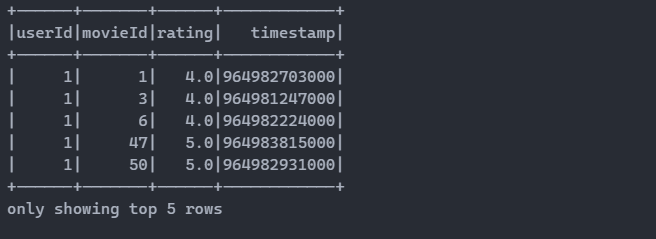 +------+-------+------+------------+
|userId|movieId|rating|   timestamp|
+------+-------+------+------------+
|     1|      1|   4.0|964982703000|
|     1|      3|   4.0|964981247000|
|     1|      6|   4.0|964982224000|
|     1|     47|   5.0|964983815000|
|     1|     50|   5.0|964982931000|
+------+-------+------+------------+
only showing top 5 rows